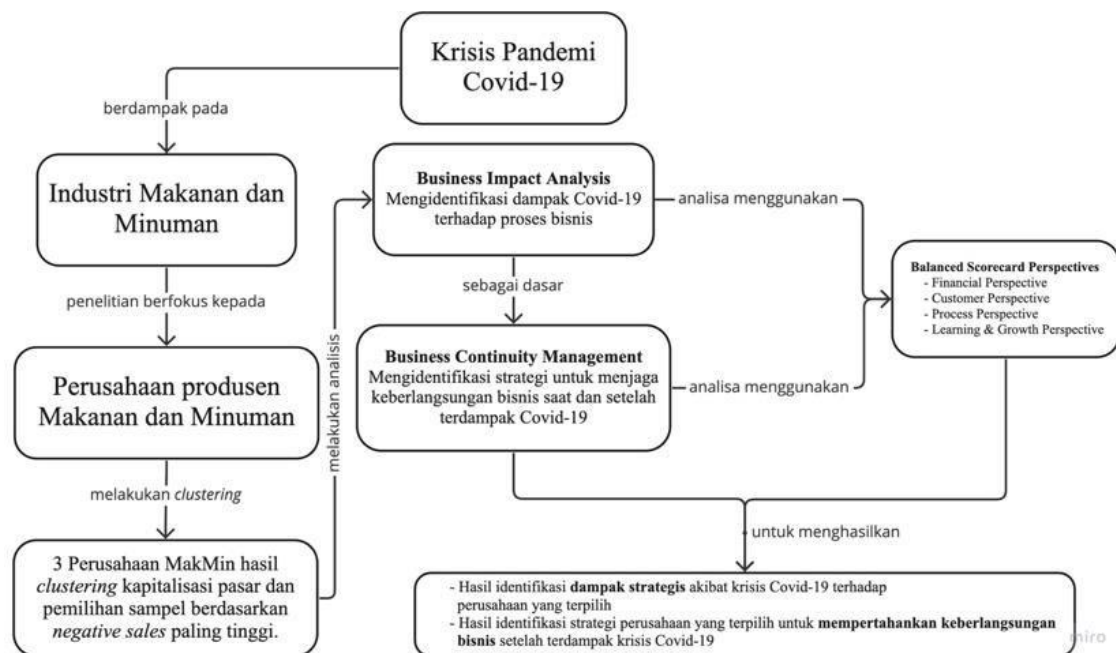 Krisis Pandemi
Covid-19
berdampak pada
Industri Makanan dan
Minuman
penelitian berfokus kepada
Perusahaan produsen
Makanan dan Minuman
melakukan clustering
3 Perusahaan MakMin hasil
clustering kapitalisasi pasar dan
pemilihan sampel berdasarkan
negative sales paling tinggi.
melakukan analisis
Business Impact Analysis
Mengidentifikasi dampak Covid-19
terhadap proses bisnis
sebagai dasar
Business Continuity Management
Mengidentifikasi strategi untuk menjaga
keberlangsungan bisnis saat dan setelah
terdampak Covid-19
analisa menggunakan
analisa menggunakan
Balanced Scorecard Perspectives
- Financial Perspective
- Customer Perspective
- Process Perspective
- Learning & Growth Perspective
untuk menghasilkan
- Hasil identifikasi dampak strategis akibat krisis Covid-19 terhadap
perusahaan yang terpilih
- Hasil identifikasi strategi perusahaan yang terpilih untuk mempertahankan keberlangsungan
bisnis setelah terdampak krisis Covid-19
miro